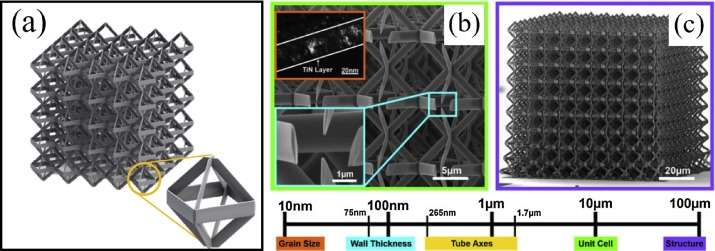 (a)
(b)
(c)
TiN Layer
20nm
1μm
5μm
20μm
10nm
100nm
1μm
10μm
100μm
75nm
265nm
1.7μm
Grain Size
Wall Thickness
Tube Axes
Unit Cell
Structure